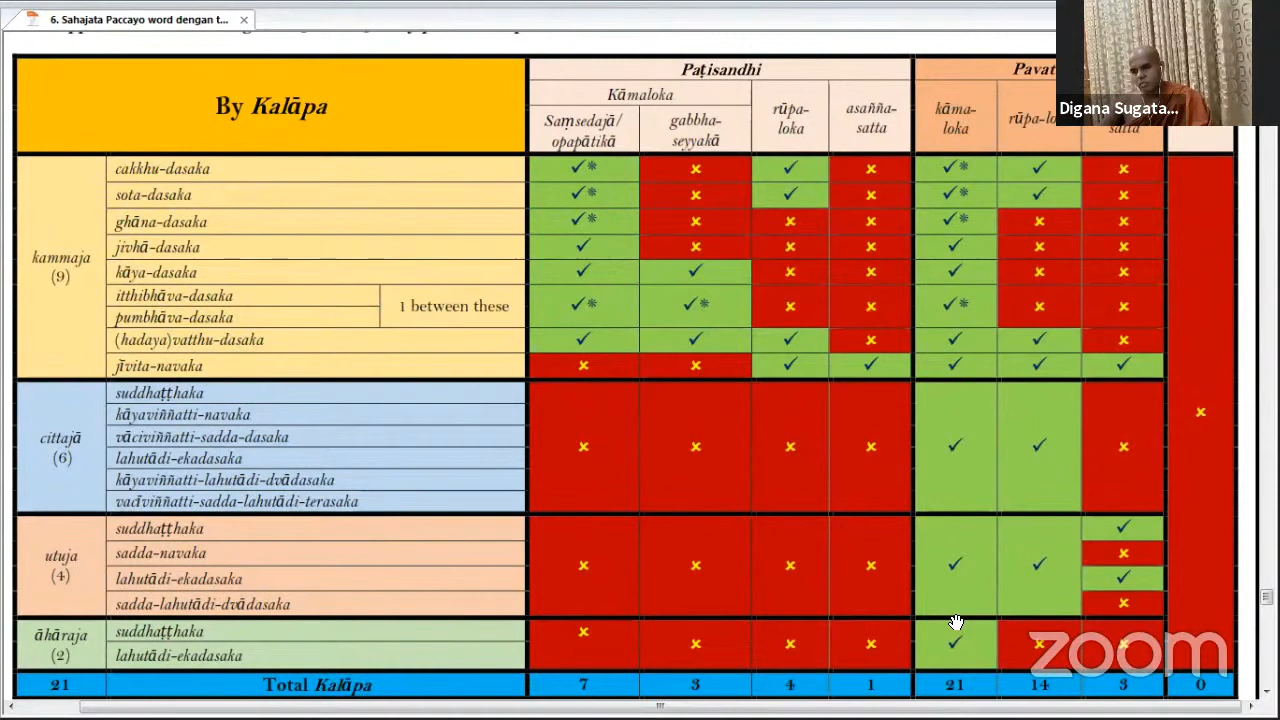 6. Sahajata Paccayo word dengan t...
By Kalāpa
Paṭisandhi
Pavat
Kāmaloka
Saṃsedajā/
opapātikā
gabbha-
seyyakā
rūpa-
loka
asañña-
satta
kāma-
loka
rūpa-lo
satta
Digana Sugata...
kammaja
(9)
cakkhu-dasaka
sota-dasaka
ghāna-dasaka
jivhā-dasaka
kāya-dasaka
itthibhāva-dasaka
pumbhāva-dasaka
1 between these
(hadaya)vatthu-dasaka
jīvita-navaka
cittajā
(6)
suddhaṭṭhaka
kāyaviññatti-navaka
vāciviññatti-sadda-dasaka
lahutādi-ekadasaka
kāyaviññatti-lahutādi-dvādasaka
vacīviññatti-sadda-lahutādi-terasaka
utuja
(4)
suddhaṭṭhaka
sadda-navaka
lahutādi-ekadasaka
sadda-lahutādi-dvādasaka
āhāraja
(2)
suddhaṭṭhaka
lahutādi-ekadasaka
21 Total Kalāpa 7 3 4 1 21 14 3 0
zoom